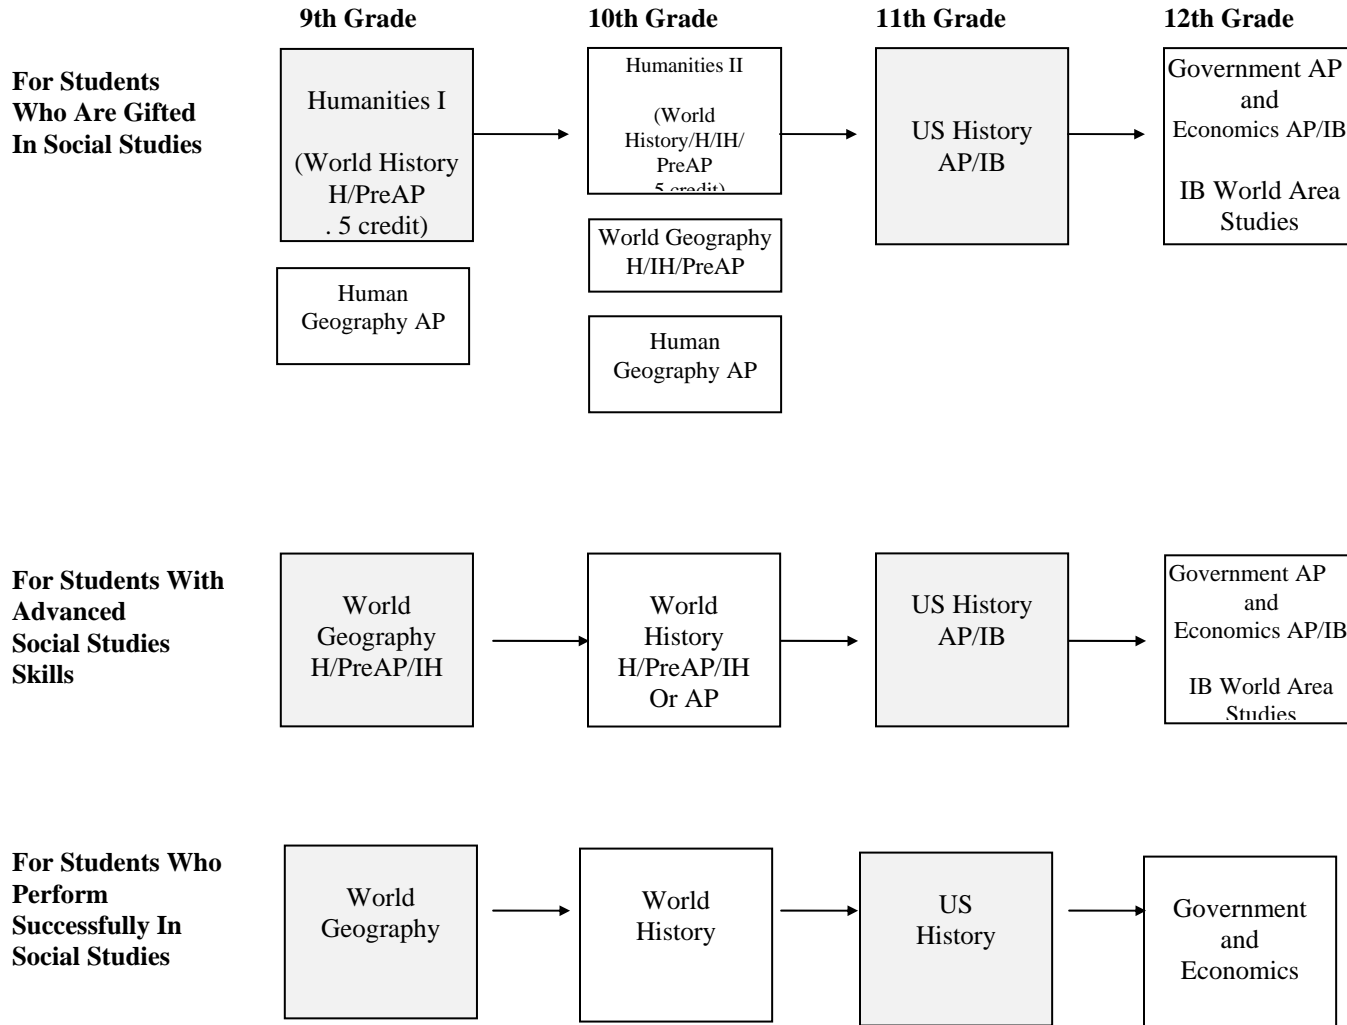 9th Grade
10th Grade
11th Grade
12th Grade
For Students
Who Are Gifted
In Social Studies
Humanities I
(World History
H/PreAP
. 5 credit)
Human
Geography AP
Humanities II
(World
History/H/IH/
PreAP
.5 credit)
World Geography
H/IH/PreAP
Human
Geography AP
US History
AP/IB
Government AP
and
Economics AP/IB
IB World Area
Studies
For Students With
Advanced
Social Studies
Skills
World
Geography
H/PreAP/IH
World
History
H/PreAP/IH
Or AP
US History
AP/IB
Government AP
and
Economics AP/IB
IB World Area
Studies
For Students Who
Perform
Successfully In
Social Studies
World
Geography
World
History
US
History
Government
and
Economics